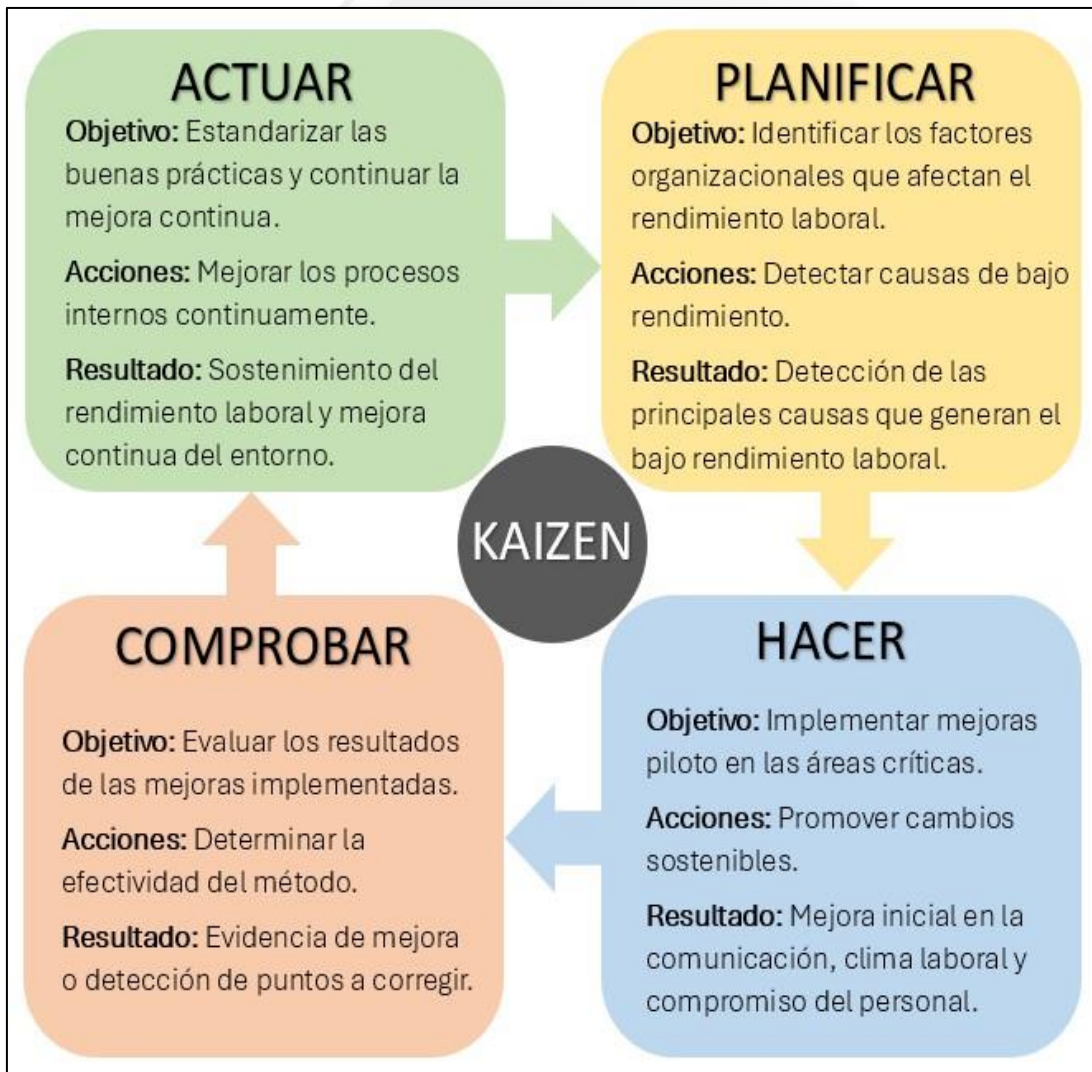 ACTUAR
Objetivo: Estandarizar las
buenas prácticas y continuar la
mejora continua.
Acciones: Mejorar los procesos
internos continuamente.
Resultado: Sostenimiento del
rendimiento laboral y mejora
continua del entorno.
PLANIFICAR
Objetivo: Identificar los factores
organizacionales que afectan el
rendimiento laboral.
Acciones: Detectar causas de bajo
rendimiento.
Resultado: Detección de las
principales causas que generan el
bajo rendimiento laboral.
KAIZEN
COMPROBAR
Objetivo: Evaluar los resultados
de las mejoras implementadas.
Acciones: Determinar la
efectividad del método.
Resultado: Evidencia de mejora
o detección de puntos a corregir.
HACER
Objetivo: Implementar mejoras
piloto en las áreas críticas.
Acciones: Promover cambios
sostenibles.
Resultado: Mejora inicial en la
comunicación, clima laboral y
compromiso del personal.